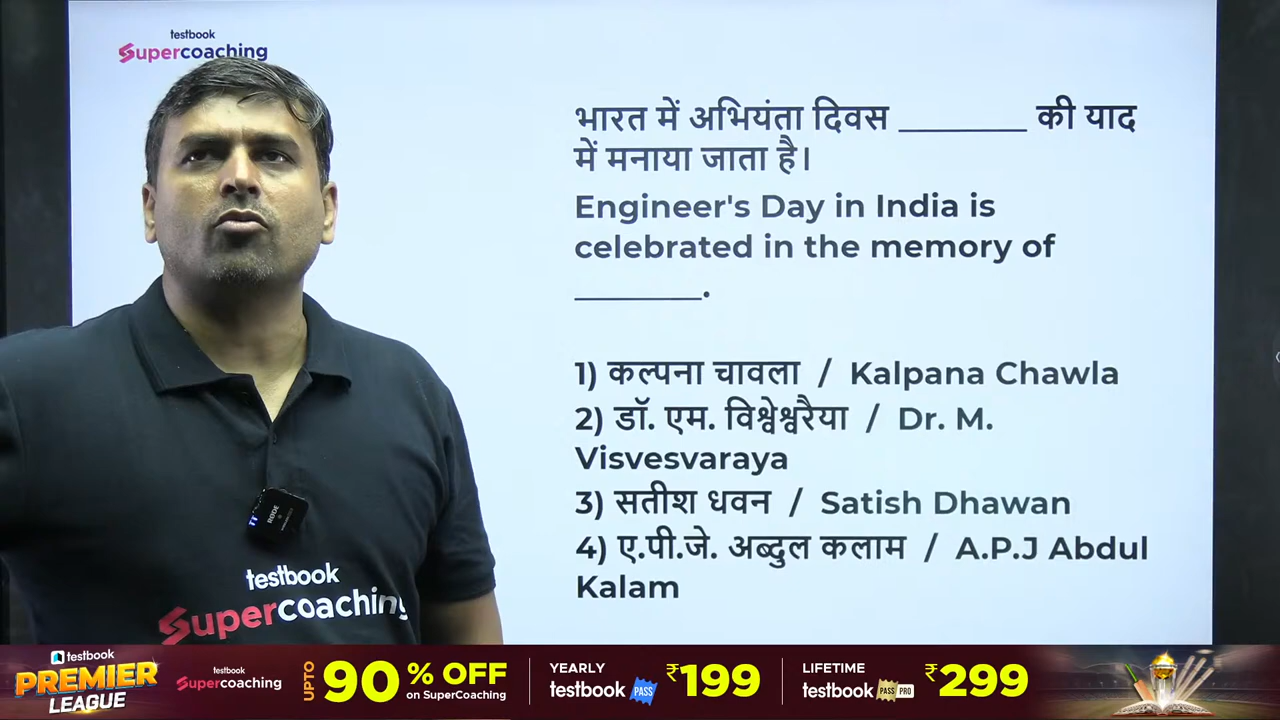 testbook
Supercoaching
भारत में अभियंता दिवस _______ की याद
में मनाया जाता है।
Engineer's Day in India is
celebrated in the memory of
_______.
1) कल्पना चावला / Kalpana Chawla
2) डॉ. एम. विश्वेश्वरैया / Dr. M.
Visvesvaraya
3) सतीश धवन / Satish Dhawan
4) ए.पी.जे. अब्दुल कलाम / A.P.J Abdul
Kalam
RØDE
testbook
Supercoaching
testbook
PREMIER
LEAGUE
testbook
Supercoaching
UPTO 90% OFF
on SuperCoaching
YEARLY
testbook PASS
₹199
LIFETIME
testbook PASS PRO
₹299